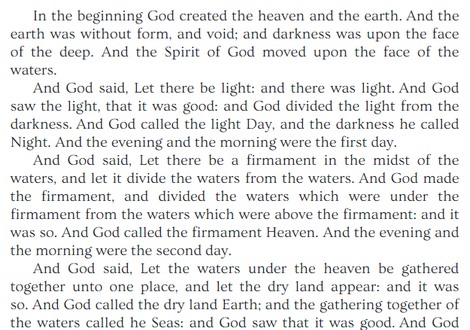 In the beginning God created the heaven and the earth. And the
earth was without form, and void; and darkness was upon the face
of the deep. And the Spirit of God moved upon the face of the
waters.
And God said, Let there be light: and there was light. And God
saw the light, that it was good: and God divided the light from the
darkness. And God called the light Day, and the darkness he called
Night. And the evening and the morning were the first day.
And God said, Let there be a firmament in the midst of the
waters, and let it divide the waters from the waters. And God made
the firmament, and divided the waters which were under the
firmament from the waters which were above the firmament: and it
was so. And God called the firmament Heaven. And the evening and
the morning were the second day.
And God said, Let the waters under the heaven be gathered
together unto one place, and let the dry land appear: and it was
so. And God called the dry land Earth; and the gathering together of
the waters called he Seas: and God saw that it was good. And God